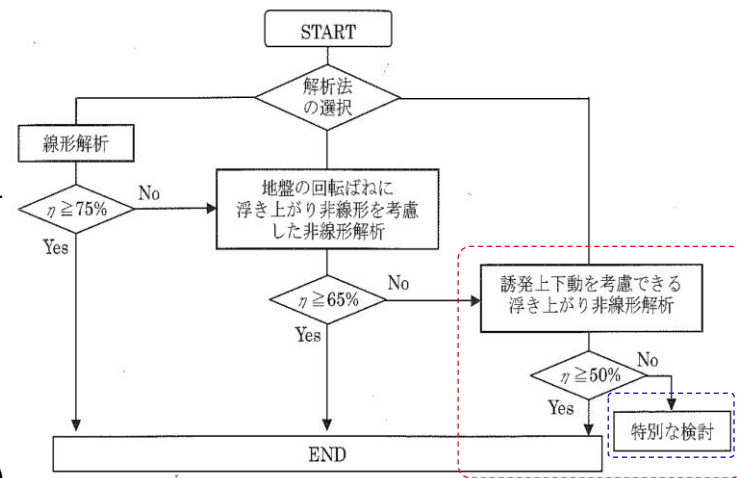 START
解析法
の選択
線形解析
η≧75%
No
Yes
地盤の回転ばねに
浮き上がり非線形を考慮
した非線形解析
η≧65%
No
Yes
誘発上下動を考慮できる
浮き上がり非線形解析
η≧50%
No
Yes
特別な検討
END